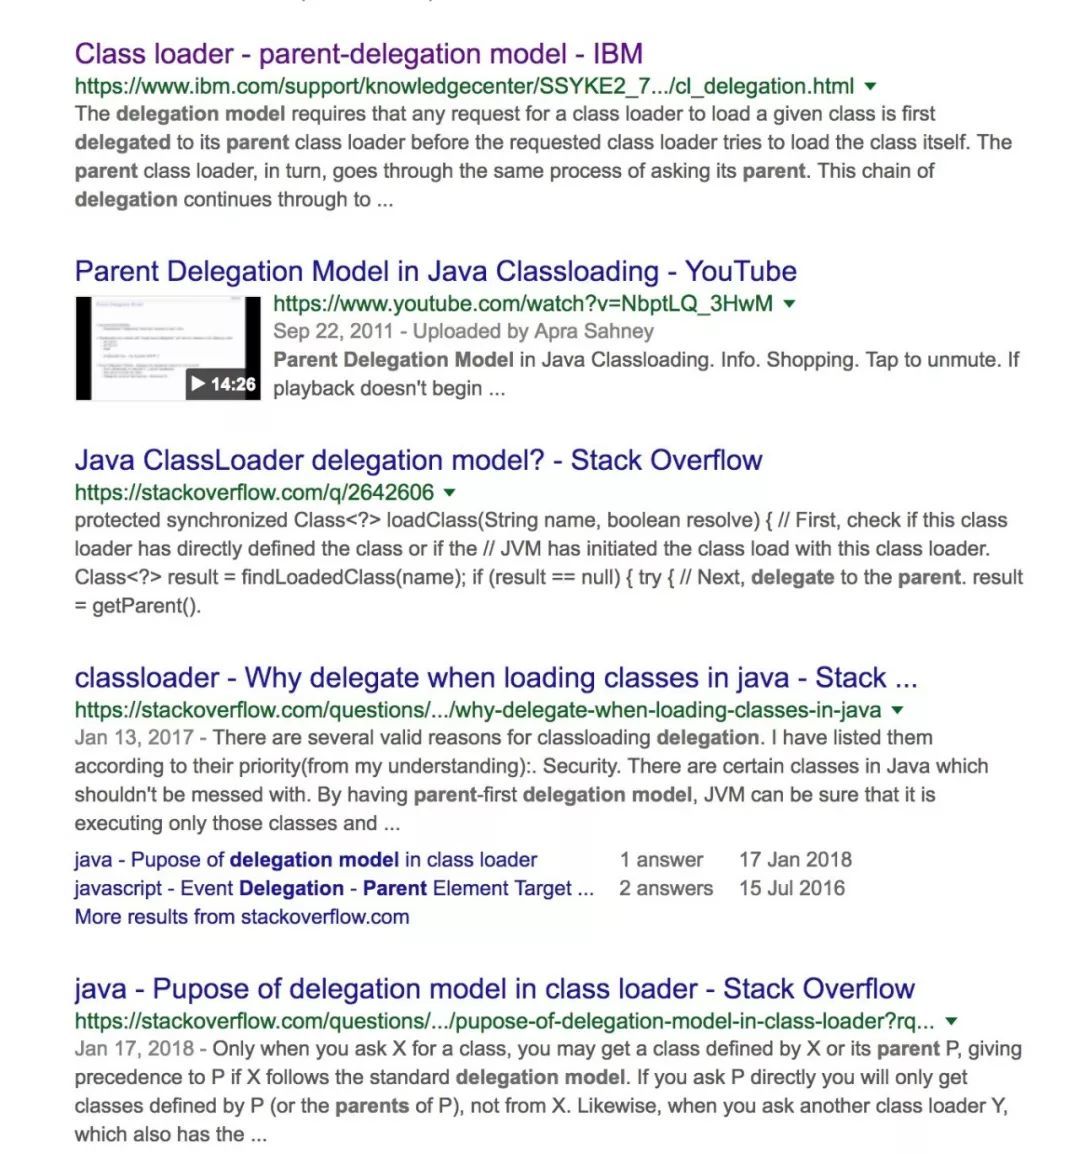 Class loader - parent-delegation model - IBM
https://www.ibm.com/support/knowledgecenter/SSYKE2_7.../cl_delegation.html
The delegation model requires that any request for a class loader to load a given class is first
delegated to its parent class loader before the requested class loader tries to load the class itself. The
parent class loader, in turn, goes through the same process of asking its parent. This chain of
delegation continues through to ...
Parent Delegation Model in Java Classloading - YouTube
https://www.youtube.com/watch?v=NbptLQ_3HwM
Sep 22, 2011 - Uploaded by Apra Sahney
Parent Delegation Model in Java Classloading. Info. Shopping. Tap to unmute. If
playback doesn't begin ...
14:26
Java ClassLoader delegation model? - Stack Overflow
https://stackoverflow.com/q/2642606
protected synchronized Class<?> loadClass(String name, boolean resolve) { // First, check if this class
loader has directly defined the class or if the // JVM has initiated the class load with this class loader.
Class<?> result = findLoadedClass(name); if (result == null) { try { // Next, delegate to the parent. result
= getParent().
classloader - Why delegate when loading classes in java - Stack ...
https://stackoverflow.com/questions/.../why-delegate-when-loading-classes-in-java
Jan 13, 2017 - There are several valid reasons for classloading delegation. I have listed them
according to their priority(from my understanding):. Security. There are certain classes in Java which
shouldn't be messed with. By having parent-first delegation model, JVM can be sure that it is
executing only those classes and ...
java - Pupose of delegation model in class loader 1 answer 17 Jan 2018
javascript - Event Delegation - Parent Element Target ... 2 answers 15 Jul 2016
More results from stackoverflow.com
java - Pupose of delegation model in class loader - Stack Overflow
https://stackoverflow.com/questions/.../pupose-of-delegation-model-in-class-loader?rq...
Jan 17, 2018 - Only when you ask X for a class, you may get a class defined by X or its parent P, giving
precedence to P if X follows the standard delegation model. If you ask P directly you will only get
classes defined by P (or the parents of P), not from X. Likewise, when you ask another class loader Y,
which also has the ...